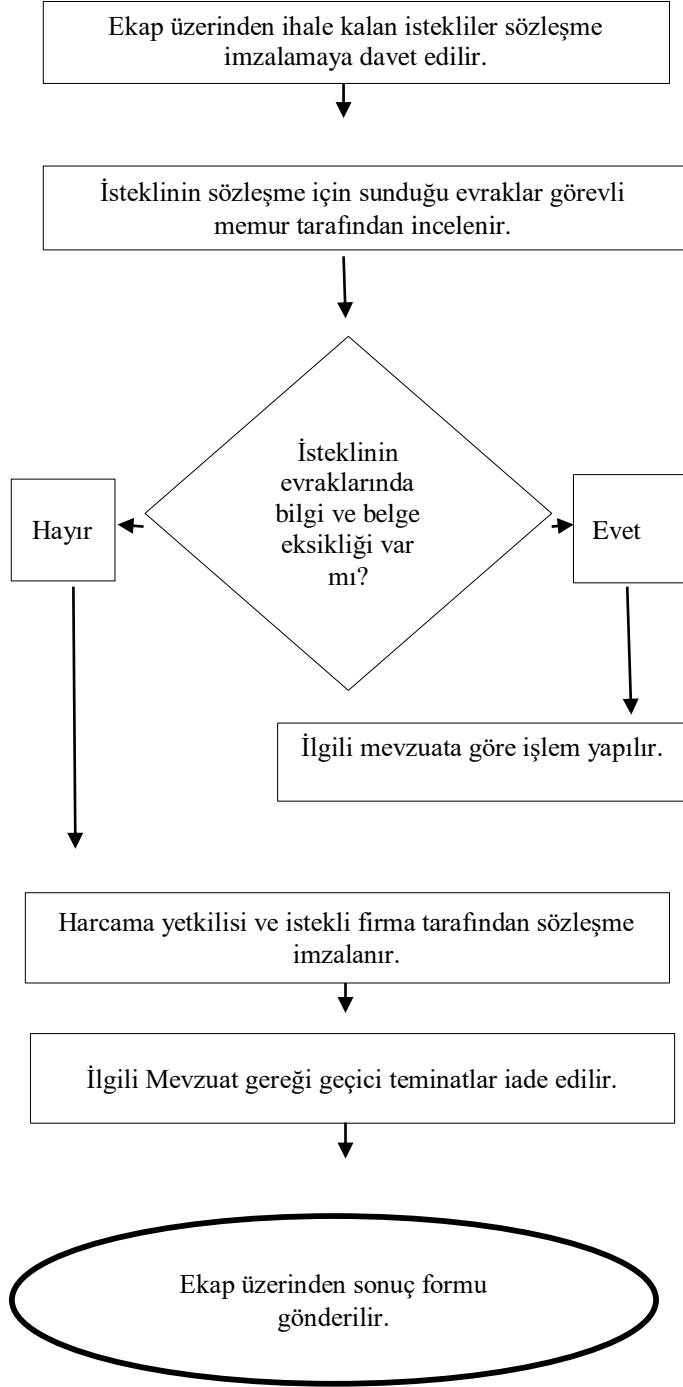 Ekap üzerinden ihale kalan istekliler sözleşme
imzalamaya davet edilir.
İsteklinin sözleşme için sunduğu evraklar görevli
memur tarafından incelenir.
İsteklinin
evraklarında
bilgi ve belge
eksikliği var
mı?
Hayır
Evet
İlgili mevzuata göre işlem yapılır.
Harcama yetkilisi ve istekli firma tarafından sözleşme
imzalanır.
İlgili Mevzuat gereği geçici teminatlar iade edilir.
Ekap üzerinden sonuç formu
gönderilir.